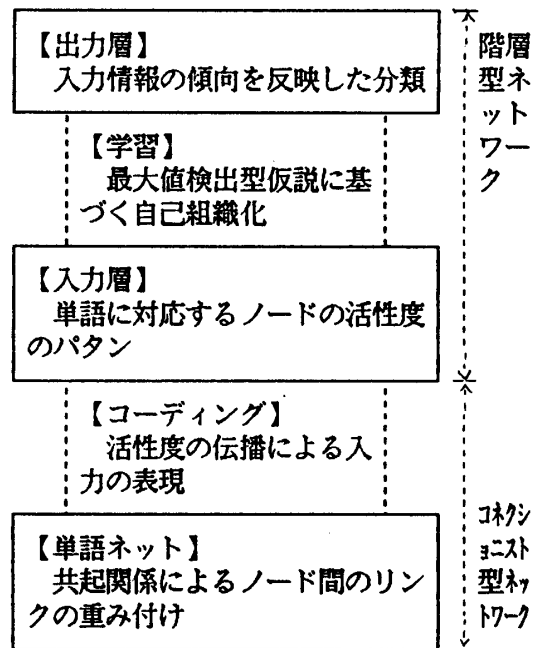 【出力層】
入力情報の傾向を反映した分類
【学習】
最大値検出型仮説に基
づく自己組織化
【入力層】
単語に対応するノードの活性度
のパタン
【コーディング】
活性度の伝播による入
力の表現
【単語ネット】
共起関係によるノード間のリン
クの重み付け
階層
型ネ
ット
ワー
ク
ｺﾈｸｼ
ｮﾆｽﾄ
型ﾈｯ
ﾄﾜｰｸ